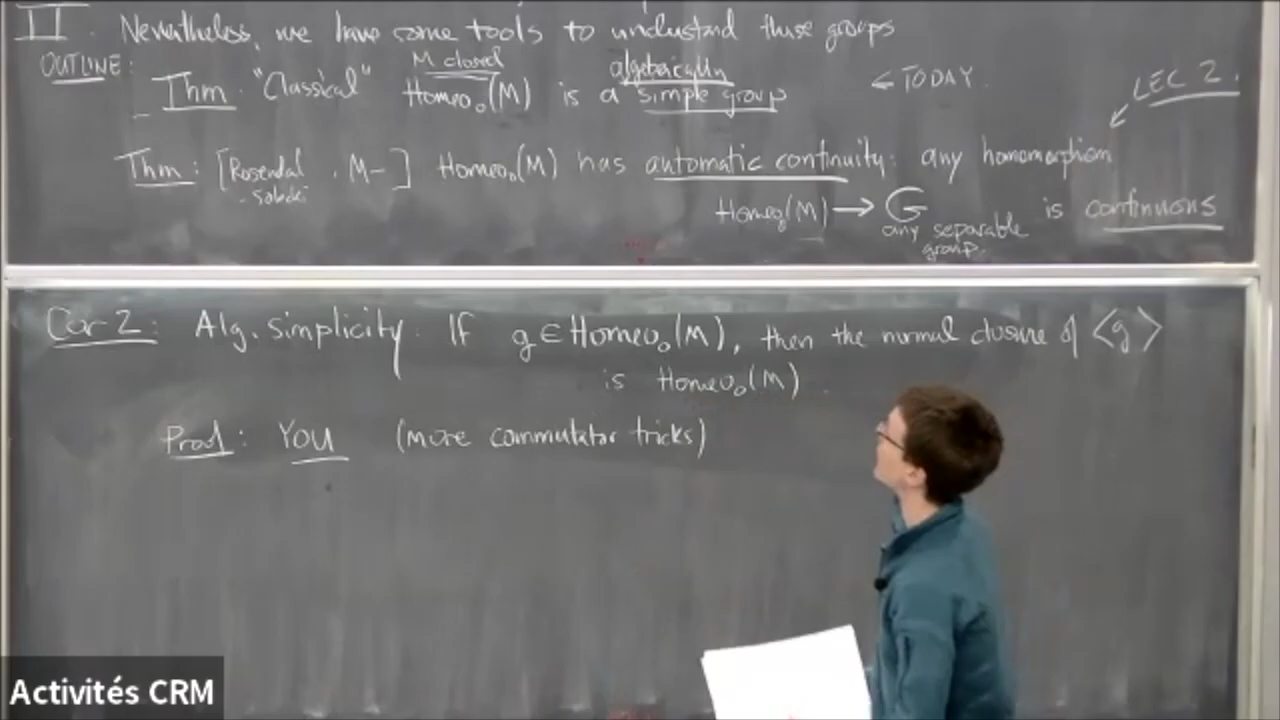 II. Nevertheless, we have some tools to understand these groups
OUTLINE:
M closed
algebraically
Thm. "Classical" Homeo₀(M) is a simple group ← TODAY.
LEC 2.
Thm: [Rosendal, M-] Homeo₀(M) has automatic continuity: any homomorphism
-Solecki
Homeo₀(M) → G is continuous
any separable
group.
Cor 2: Alg. simplicity. If g ∈ Homeo₀(M), then the normal closure of <g>
is Homeo₀(M).
Proof: YOU (more commutator tricks)
Activités CRM